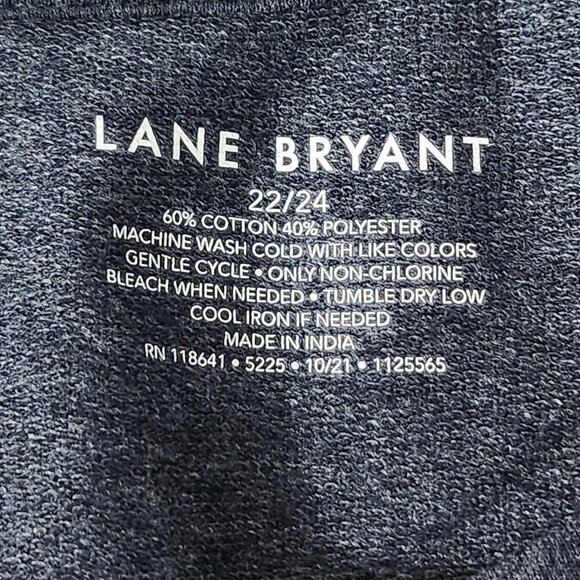 LANE BRYANT
22/24
60% COTTON 40% POLYESTER
MACHINE WASH COLD WITH LIKE COLORS
GENTLE CYCLE • ONLY NON-CHLORINE
BLEACH WHEN NEEDED • TUMBLE DRY LOW
COOL IRON IF NEEDED
MADE IN INDIA
RN 118641 • 5225 • 10/21 • 1125565